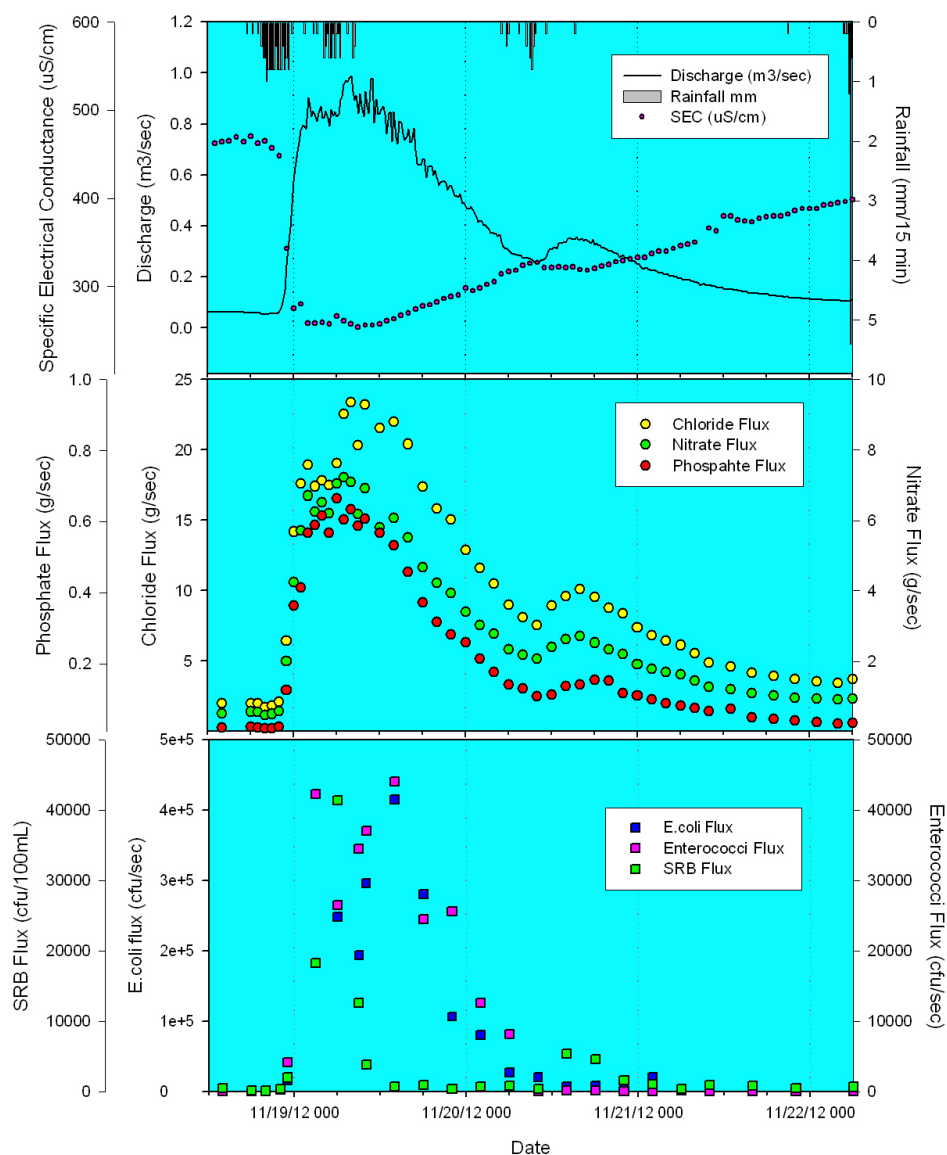 600
500
400
300
Specific Electrical Conductance (uS/cm)
1.2
1.0
0.8
0.6
0.4
0.2
0.0
Discharge (m3/sec)
Discharge (m3/sec)
Rainfall mm
SEC (uS/cm)
0
1
2
3
4
5
Rainfall (mm/15 min)
1.0
0.8
0.6
0.4
0.2
Phosphate Flux (g/sec)
25
20
15
10
5
Chloride Flux (g/sec)
Chloride Flux
Nitrate Flux
Phospahte Flux
10
8
6
4
2
Nitrate Flux (g/sec)
50000
40000
30000
20000
10000
0
SRB Flux (cfu/100mL)
5e+5
4e+5
3e+5
2e+5
1e+5
0
E.coli flux (cfu/sec)
E.coli Flux
Enterococci Flux
SRB Flux
50000
40000
30000
20000
10000
0
Enterococci Flux (cfu/sec)
11/19/12 000
11/20/12 000
11/21/12 000
11/22/12 000
Date